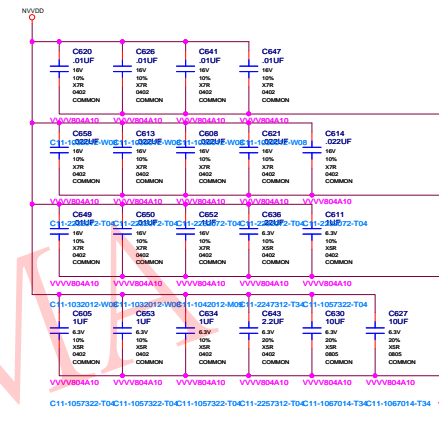 NVVDD
C620 C626 C641 C647
.01UF .01UF .01UF .01UF
16V 16V 16V 16V
10% 10% 10% 10%
X7R X7R X7R X7R
0402 0402 0402 0402
COMMON COMMON COMMON COMMON
VVVV804A10 VVVV804A10 VVVV804A10 VVVV804A10
C658 C613 C608 C621 C614
.022UF .022UF .022UF .022UF .022UF
16V 16V 16V 16V 16V
10% 10% 10% 10% 10%
X7R X7R X7R X7R X7R
0402 0402 0402 0402 0402
COMMON COMMON COMMON COMMON COMMON
VVVV804A10 VVVV804A10 VVVV804A10 VVVV804A10 VVVV804A10
C649 C650 C652 C636 C611
16V 16V 16V 6.3V 6.3V
10% 10% 10% 10% 10%
X7R X7R X7R X5R X5R
0402 0402 0402 0402 0402
COMMON COMMON COMMON COMMON COMMON
VVVV804A10 VVVV804A10 VVVV804A10 VVVV804A10 VVVV804A10
C11-1032012-W08 C11-1032012-W08 C11-1042012-M09 C11-2247312-T34 C11-1057322-T04
C605 C653 C634 C643 C630 C627
1UF 1UF 1UF 2.2UF 10UF 10UF
6.3V 6.3V 6.3V 6.3V 6.3V 6.3V
10% 10% 10% 20% 20% 20%
X5R X5R X5R X5R X5R X5R
0402 0402 0402 0402 0805 0805
COMMON COMMON COMMON COMMON COMMON COMMON
VVVV804A10 VVVV804A10 VVVV804A10 VVVV804A10 VVVV804A10 VVVV804A10
C11-1057322-T04 C11-1057322-T04 C11-1057322-T04 C11-2257312-T04 C11-1067014-T34 C11-1067014-T34
MA